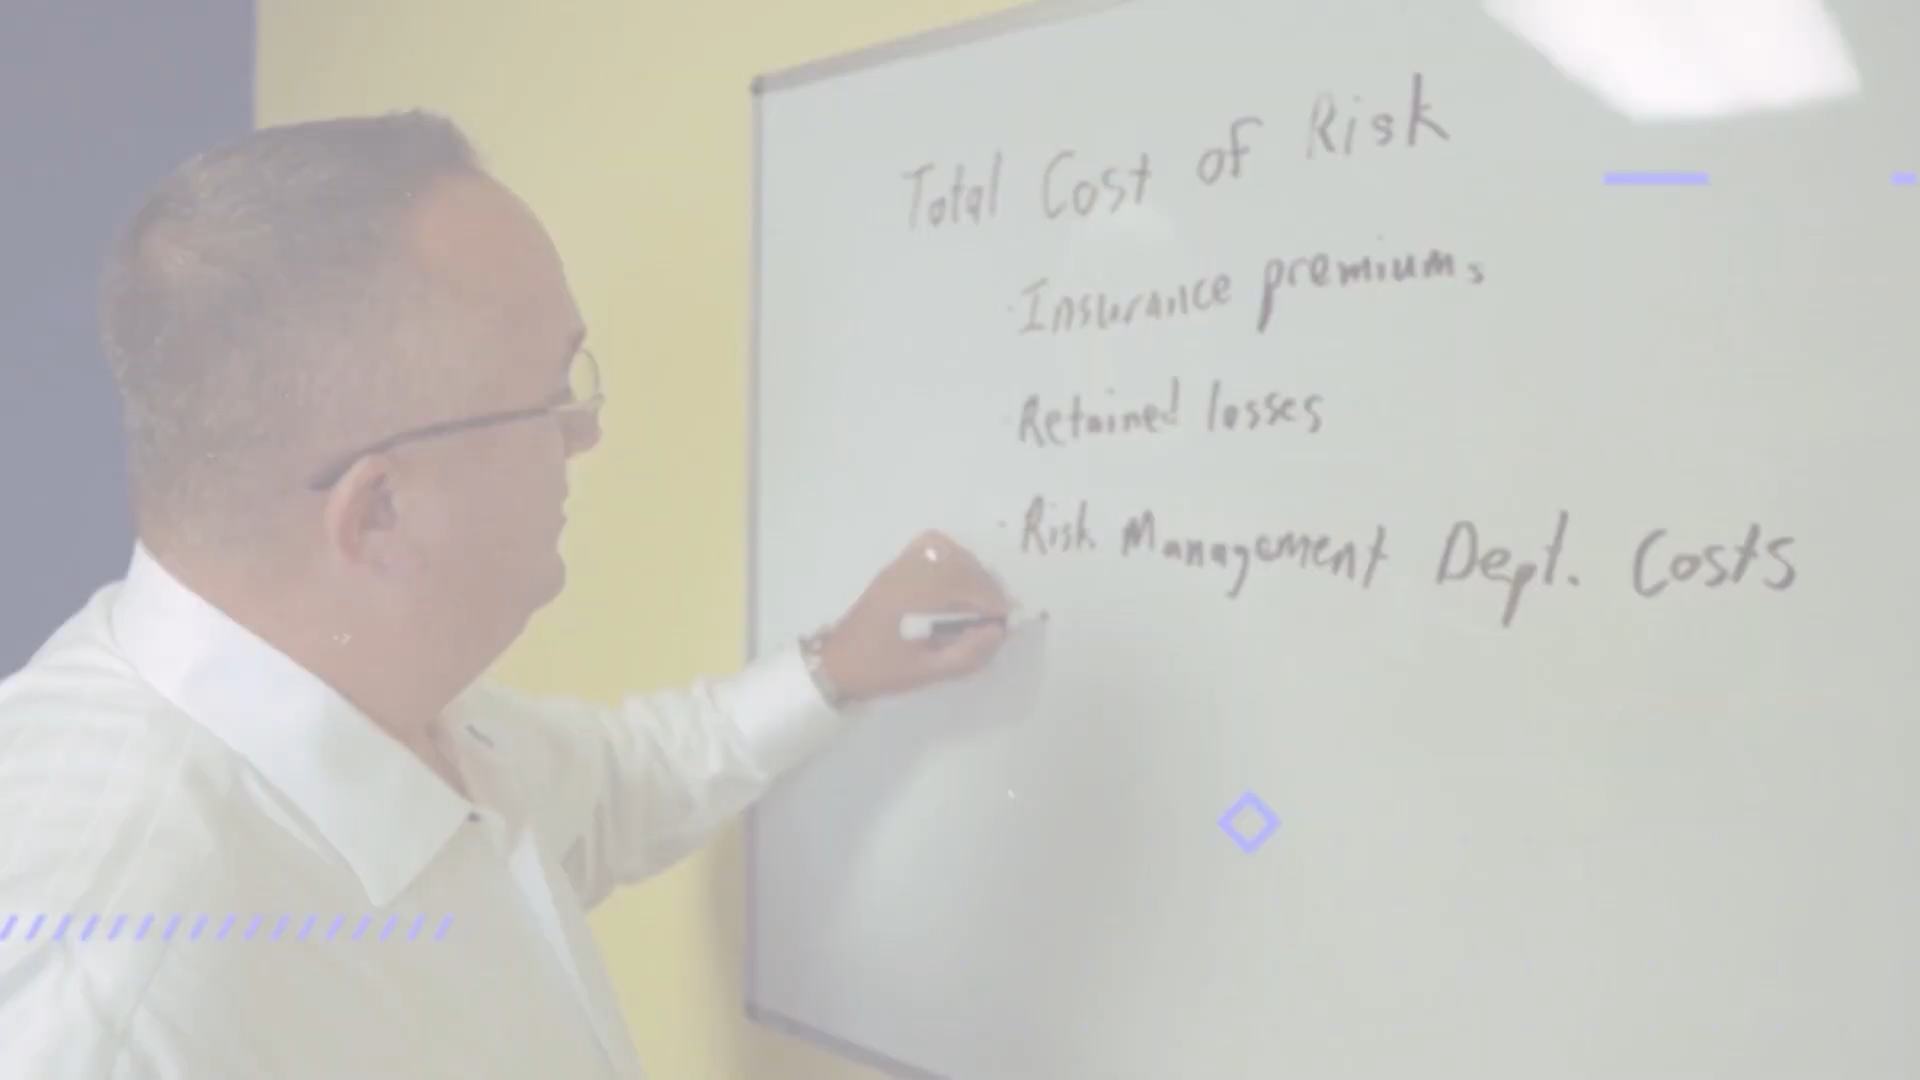 Total Cost of Risk
· Insurance premiums
· Retained losses
· Risk Management Dept. Costs
·